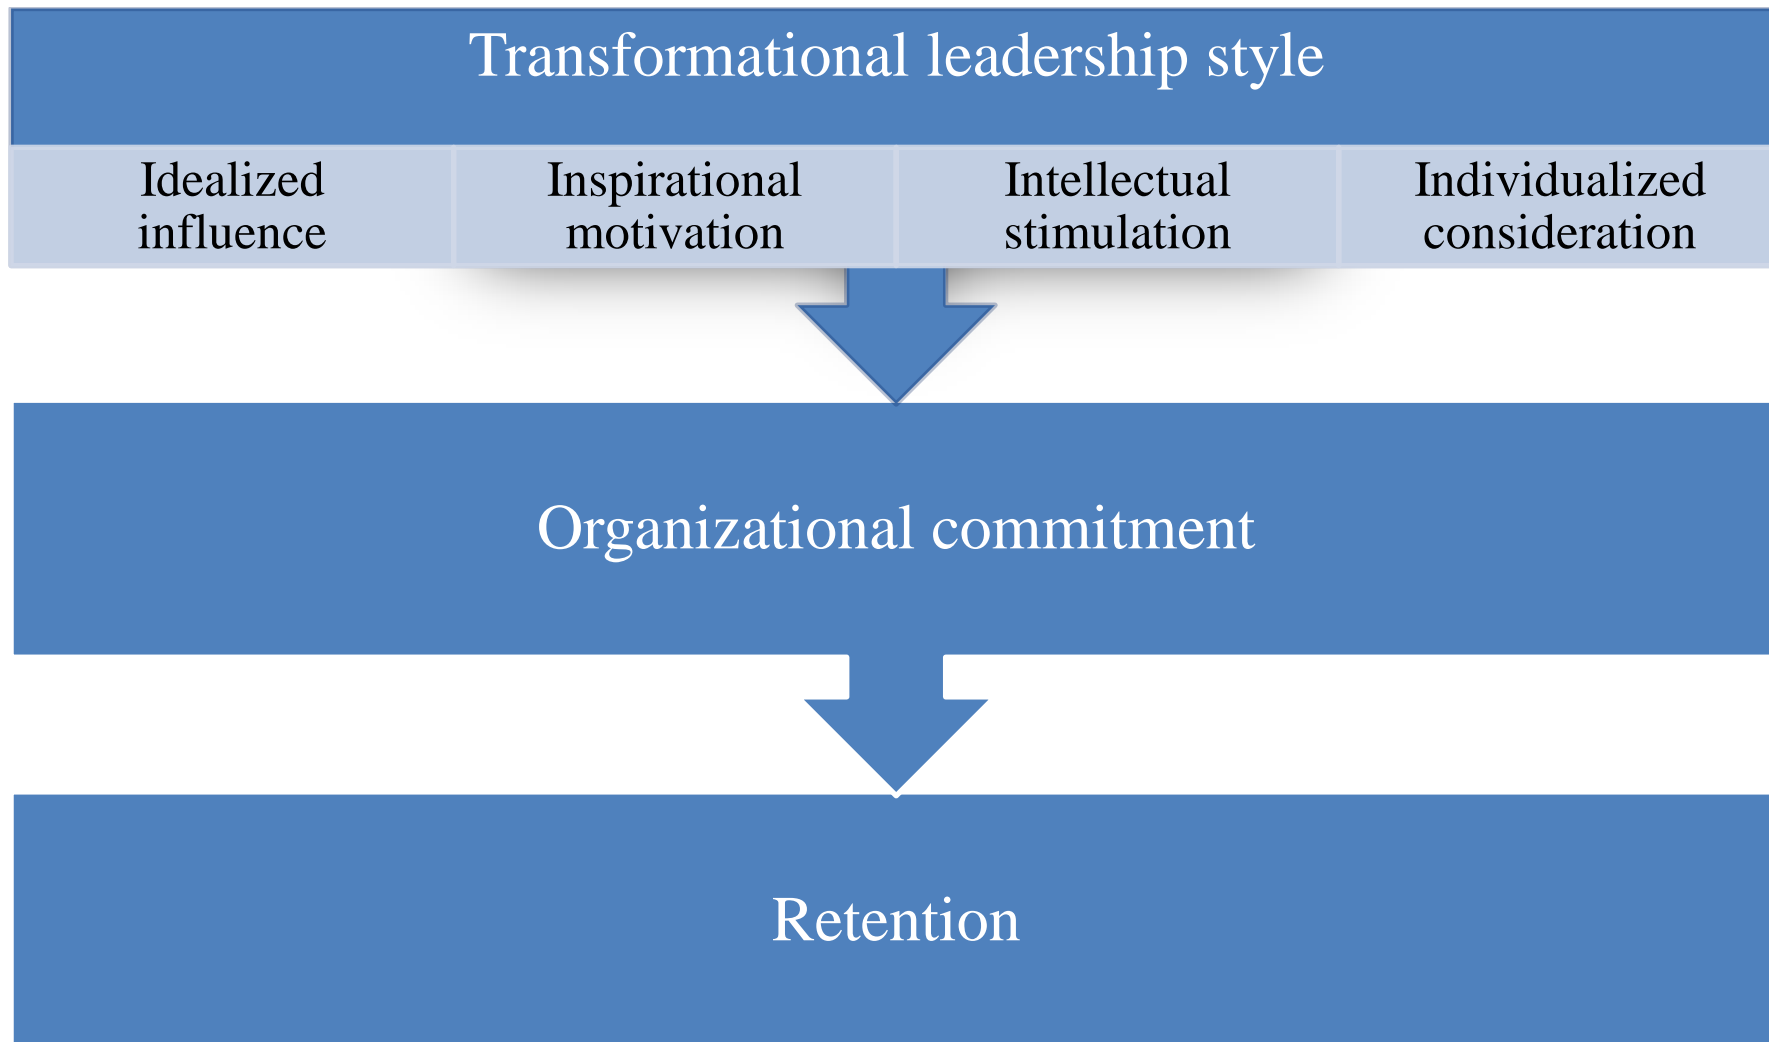 Transformational leadership style
Idealized
influence
Inspirational
motivation
Intellectual
stimulation
Individualized
consideration
Organizational commitment
Retention